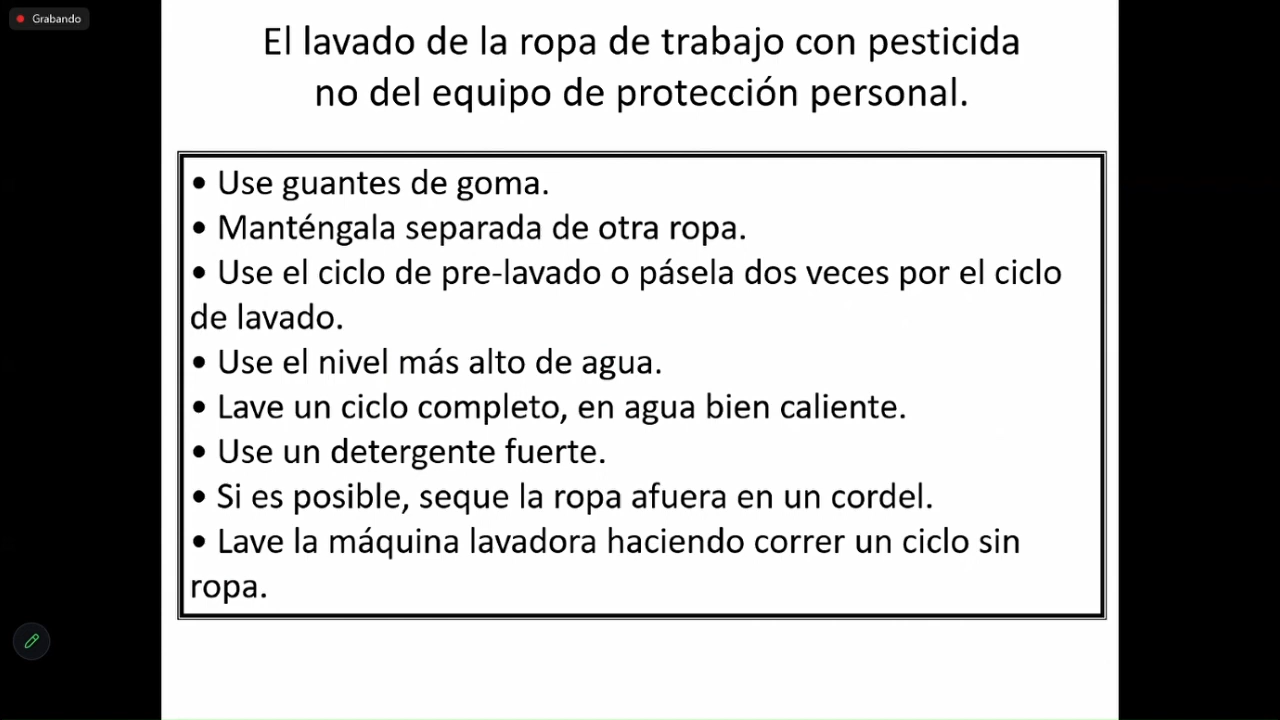 Grabando
El lavado de la ropa de trabajo con pesticida
no del equipo de protección personal.
• Use guantes de goma.
• Manténgala separada de otra ropa.
• Use el ciclo de pre-lavado o pásela dos veces por el ciclo
de lavado.
• Use el nivel más alto de agua.
• Lave un ciclo completo, en agua bien caliente.
• Use un detergente fuerte.
• Si es posible, seque la ropa afuera en un cordel.
• Lave la máquina lavadora haciendo correr un ciclo sin
ropa.